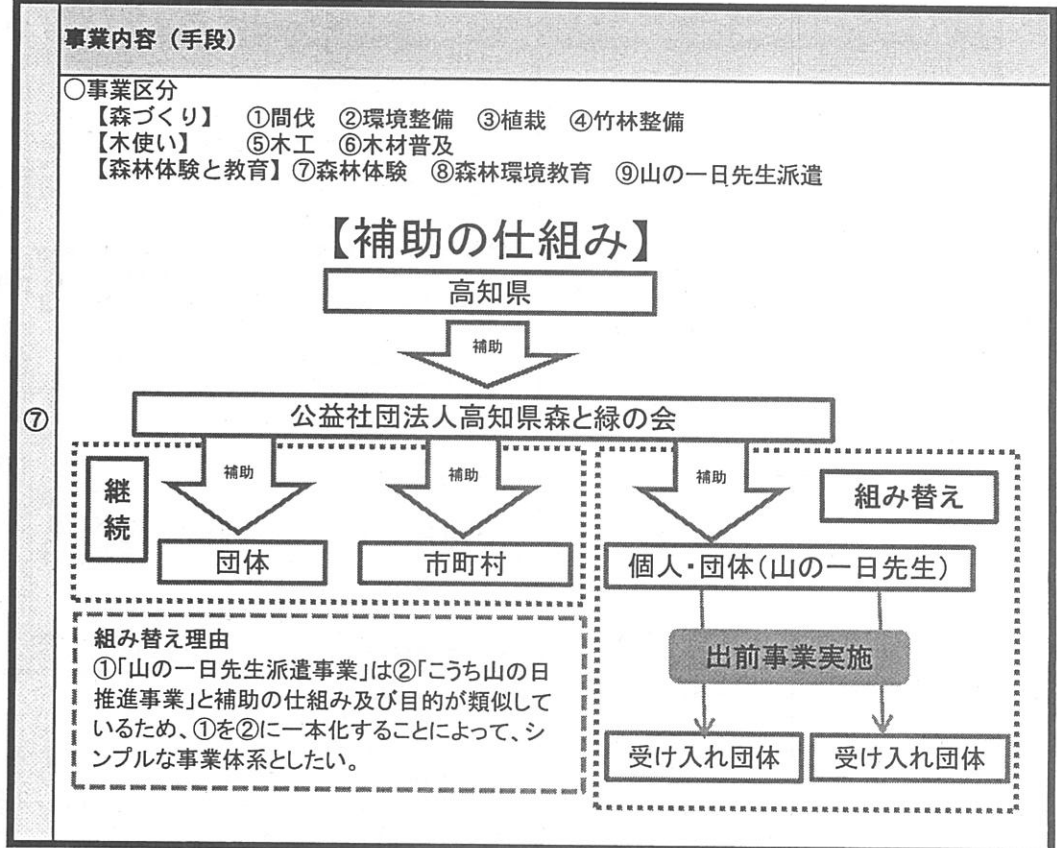 事業内容(手段)
○事業区分
【森づくり】 ①間伐 ②環境整備 ③植栽 ④竹林整備
【木使い】 ⑤木工 ⑥木材普及
【森林体験と教育】⑦森林体験 ⑧森林環境教育 ⑨山の一日先生派遣
【補助の仕組み】
高知県
補助
⑦
公益社団法人高知県森と緑の会
継続
補助
補助
補助
組み替え
団体
市町村
個人・団体(山の一日先生)
組み替え理由
①「山の一日先生派遣事業」は②「こうち山の日
推進事業」と補助の仕組み及び目的が類似して
いるため、①を②に一本化することによって、シ
ンプルな事業体系としたい。
出前事業実施
受け入れ団体
受け入れ団体